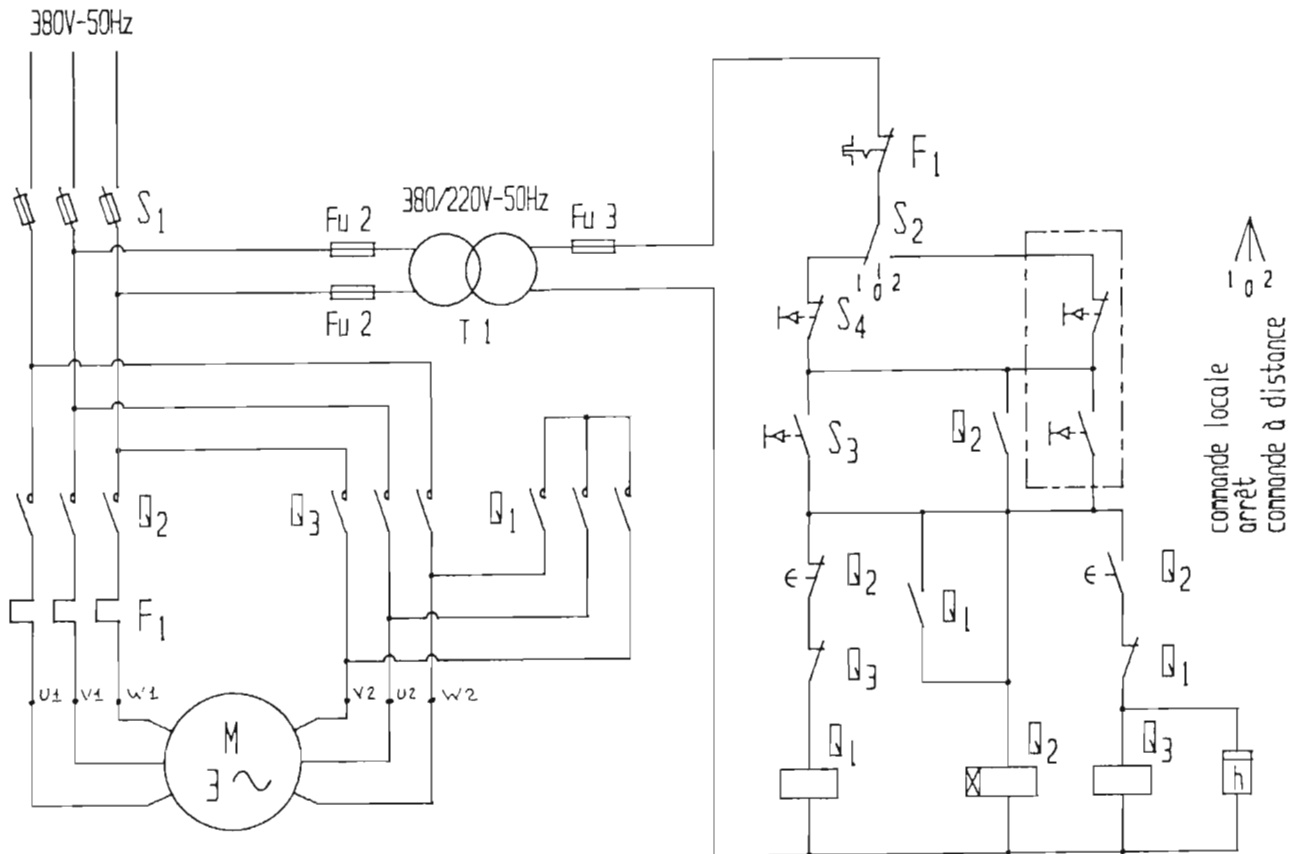 380V-50Hz
S1
Fu 2
380/220V-50Hz
Fu 3
F1
S2
1 0 2
1 0 2
Fu 2
T 1
S4
commande locale
arrêt
commande à distance
S3
Q2
Q2
Q3
Q1
F1
Q2
Q1
Q2
Q3
Q1
U1 V1 W1
V2 U2 W2
M
3 ~
Q1
Q2
Q3
h